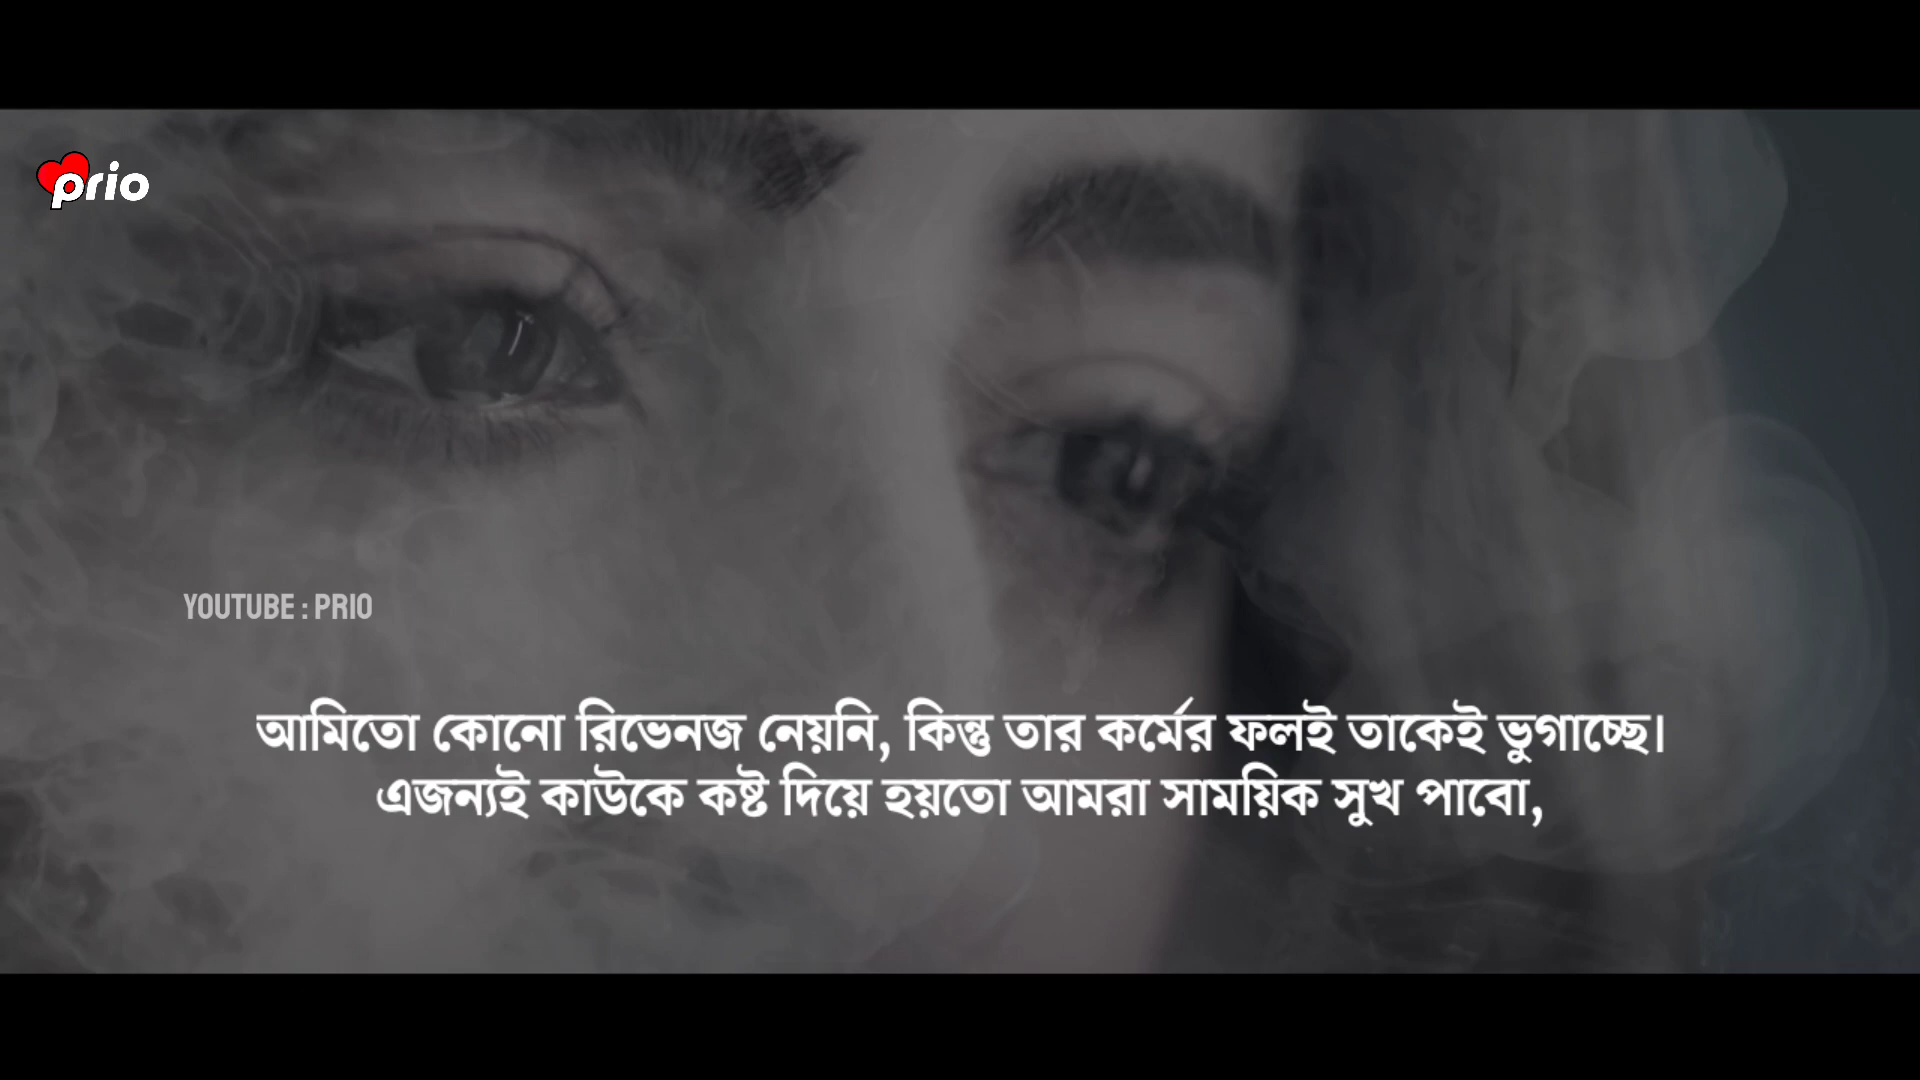 prio
YOUTUBE : PRIO
আমিতো কোনো রিভেনজ নেয়নি, কিন্তু তার কর্মের ফলই তাকেই ভুগাচ্ছে।
এজন্যই কাউকে কষ্ট দিয়ে হয়তো আমরা সাময়িক সুখ পাবো,